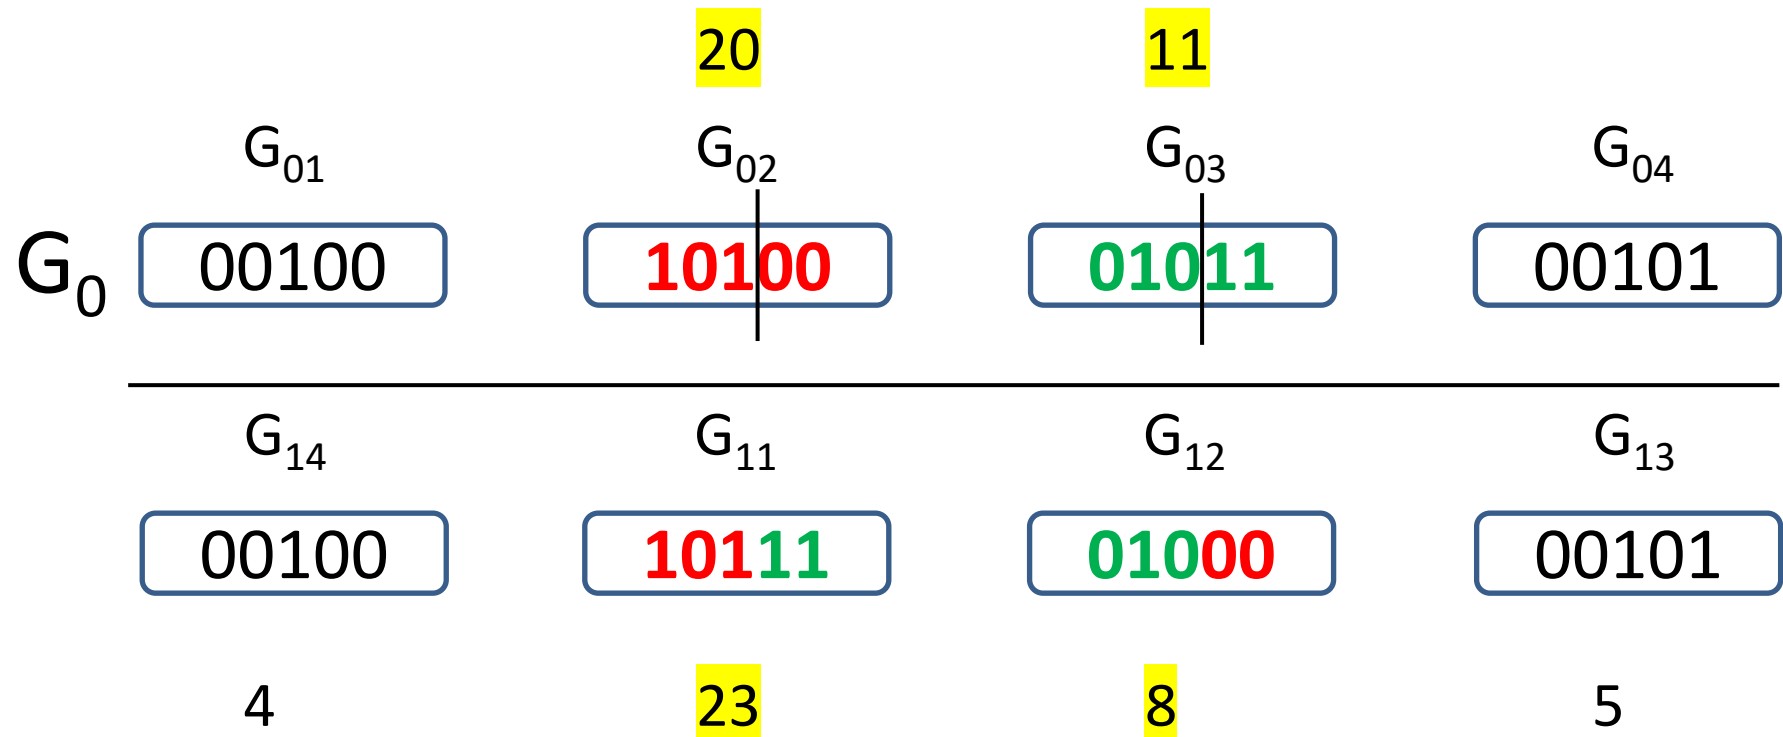 20 11
G₀₁ G₀₂ G₀₃ G₀₄
G₀ 00100 10100 01011 00101
G₁₄ G₁₁ G₁₂ G₁₃
00100 10111 01000 00101
4 23 8 5